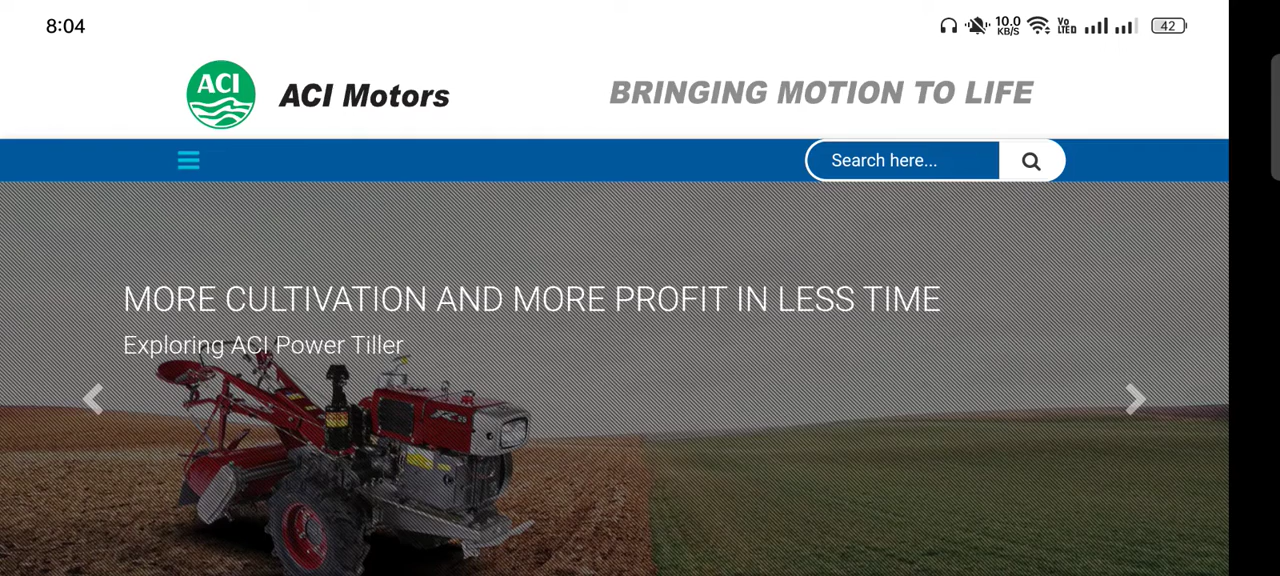 8:04
10.0
KB/S
Vo
LTED
42
ACI
ACI Motors
BRINGING MOTION TO LIFE
Search here...
MORE CULTIVATION AND MORE PROFIT IN LESS TIME
Exploring ACI Power Tiller